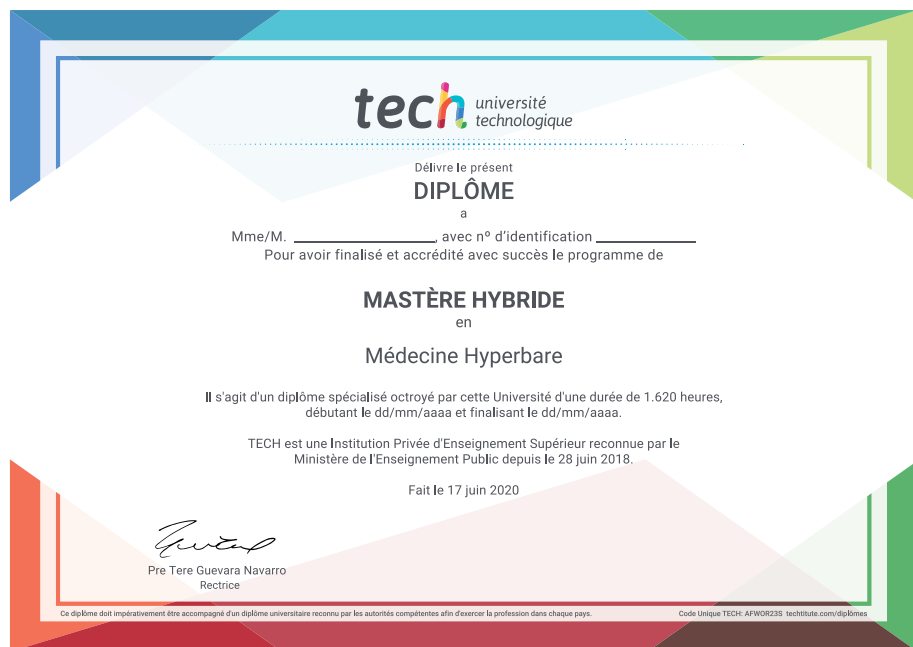 tech université
technologique
Délivre le présent
DIPLÔME
a
Mme/M. ____________, avec nº d'identification ____________
Pour avoir finalisé et accrédité avec succès le programme de
MASTÈRE HYBRIDE
en
Médecine Hyperbare
Il s'agit d'un diplôme spécialisé octroyé par cette Université d'une durée de 1.620 heures,
débutant le dd/mm/aaaa et finalisant le dd/mm/aaaa.
TECH est une Institution Privée d'Enseignement Supérieur reconnue par le
Ministère de l'Enseignement Public depuis le 28 juin 2018.
Fait le 17 juin 2020
Pre Tere Guevara Navarro
Rectrice
Ce diplôme doit impérativement être accompagné d'un diplôme universitaire reconnu par les autorités compétentes afin d'exercer la profession dans chaque pays.
Code Unique TECH: AFWOR23S techtitute.com/diplômes